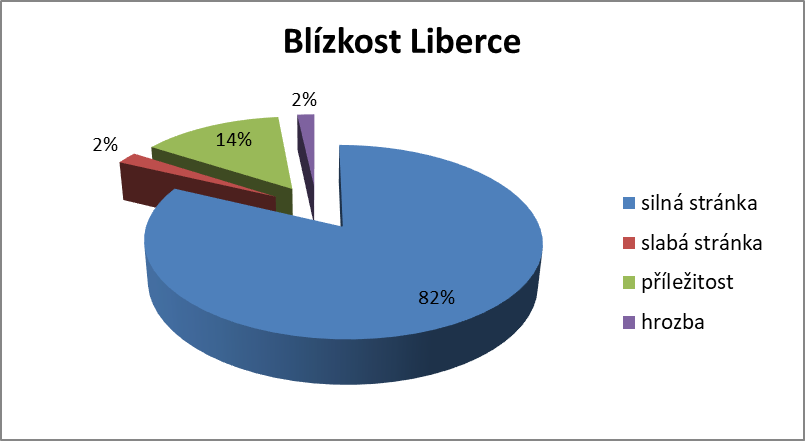 Blízkost Liberce
2%
14%
2%
82%
silná stránka
slabá stránka
příležitost
hrozba